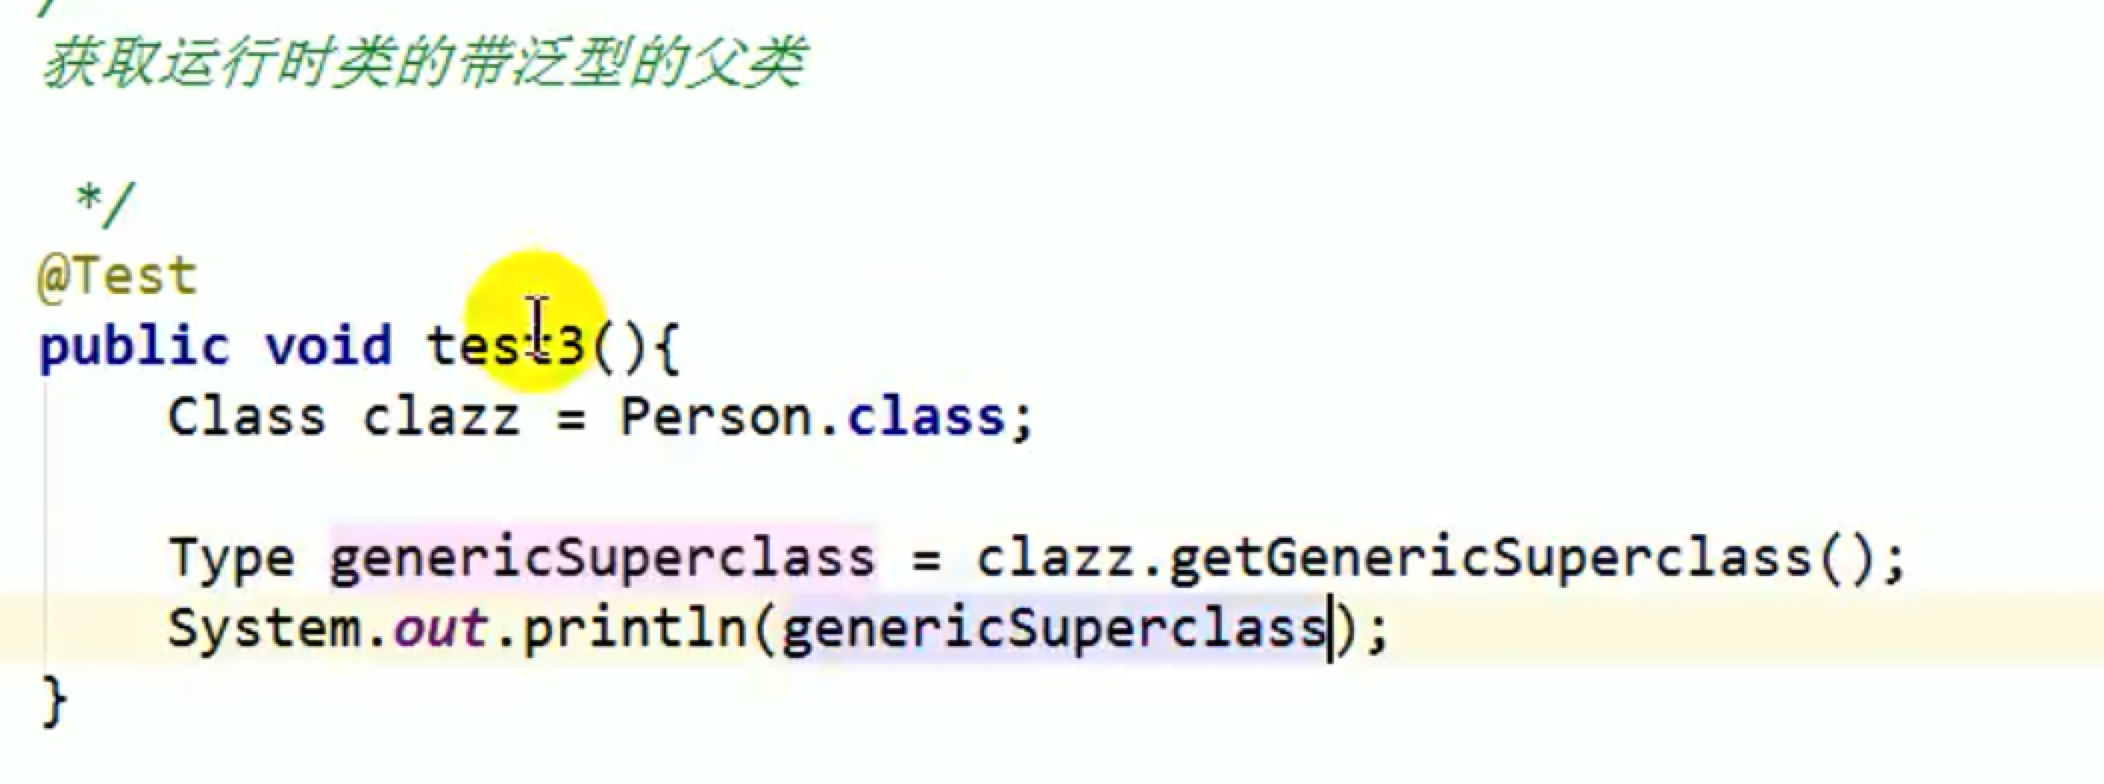 /
获取运行时类的带泛型的父类
*/
@Test
public void test3(){
Class clazz = Person.class;
Type genericSuperclass = clazz.getGenericSuperclass();
System.out.println(genericSuperclass);
}